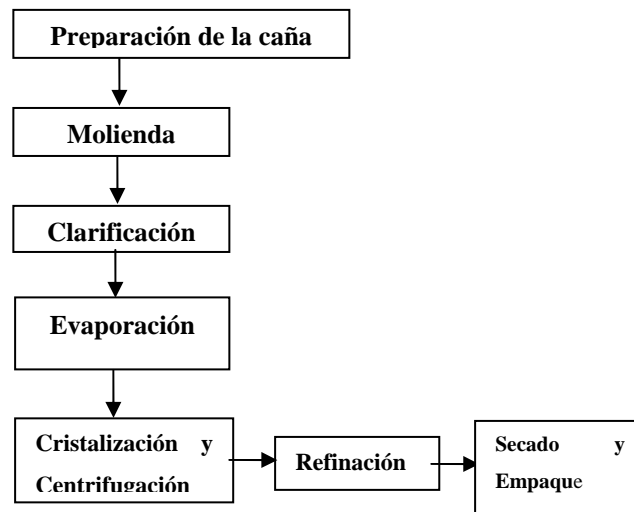 Preparación de la caña
Molienda
Clarificación
Evaporación
Cristalización y
Centrifugación
Refinación
Secado y
Empaque